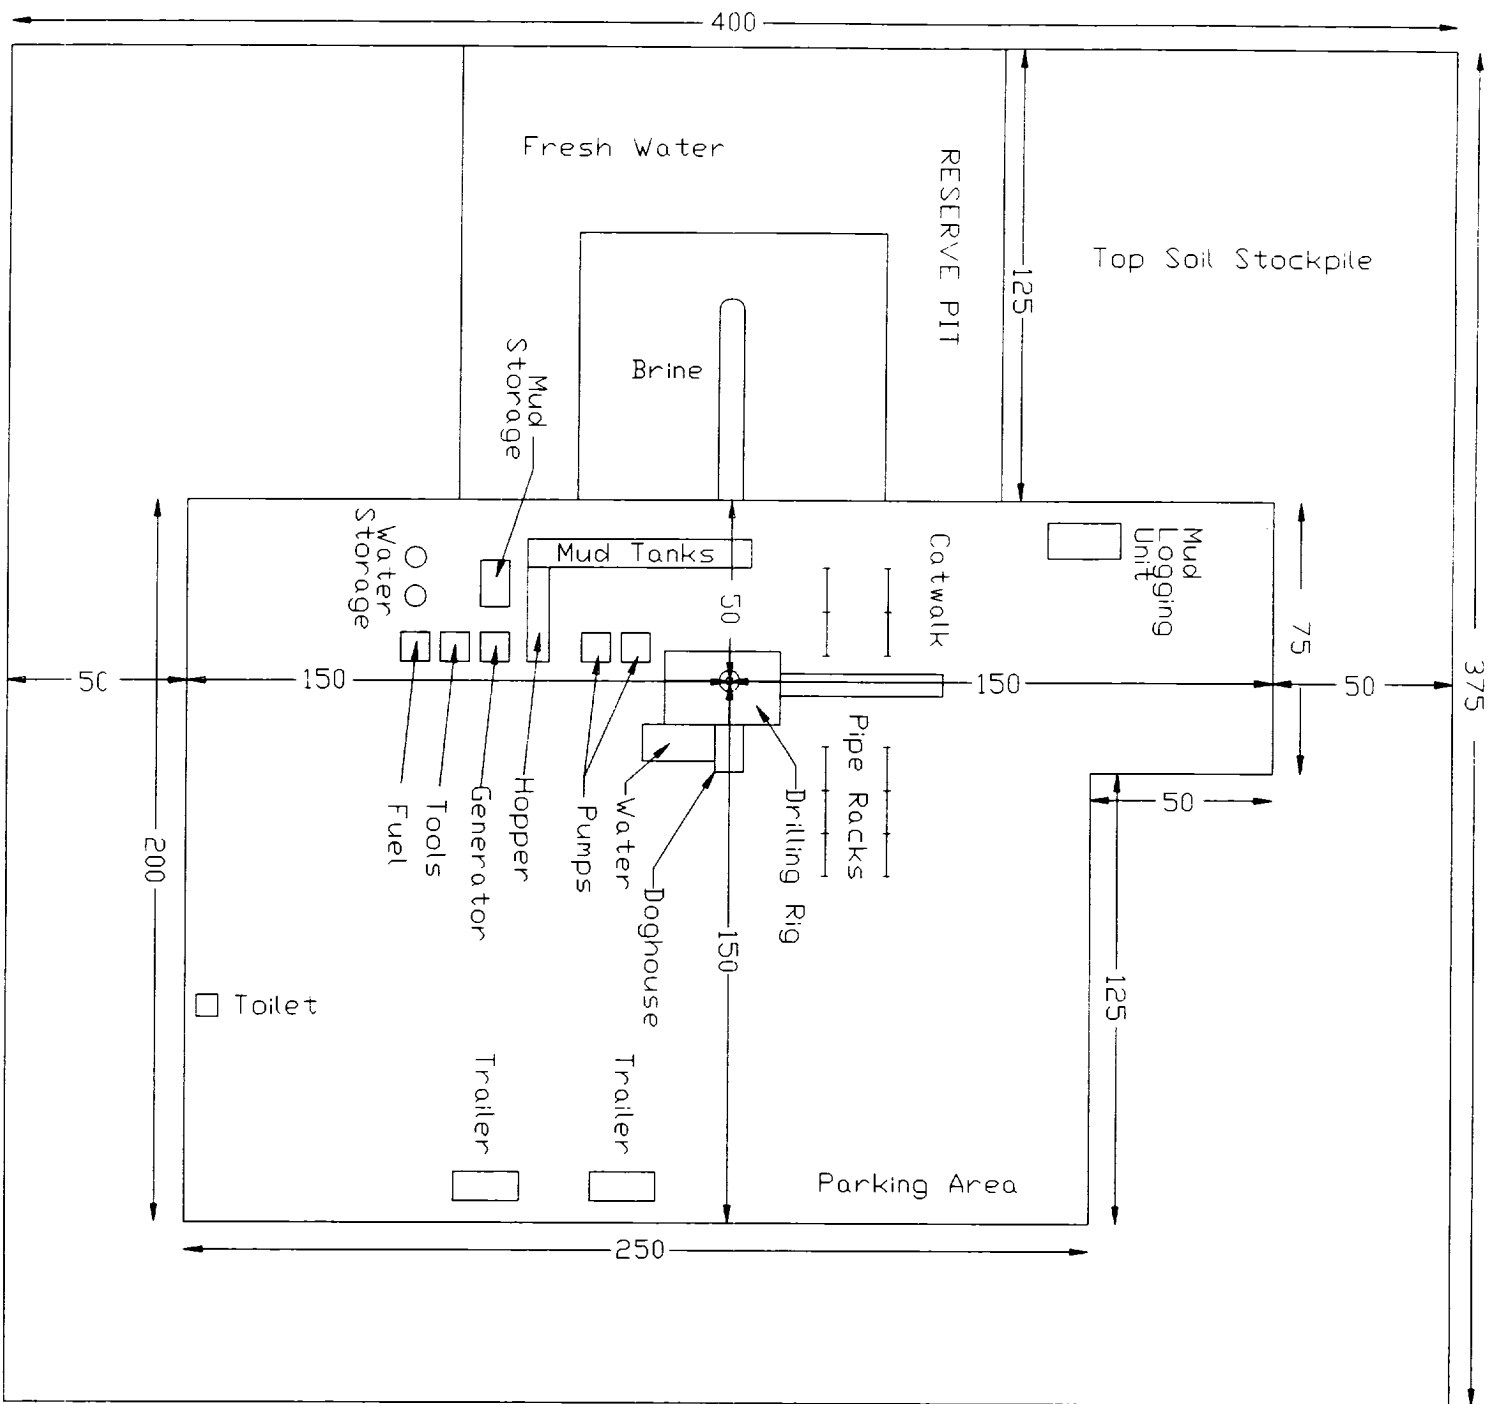 400
Fresh Water
RESERVE PIT
125
Top Soil Stockpile
Brine
Mud
Storage
Water
Storage
Mud Tanks
50
Catwalk
Mud
Logging
Unit
75
375
50
150
150
50
Pipe Racks
50
Fuel
Tools
Generator
Hopper
Pumps
Water
Doghouse
Drilling Rig
200
150
125
Toilet
Trailer
Trailer
Parking Area
250